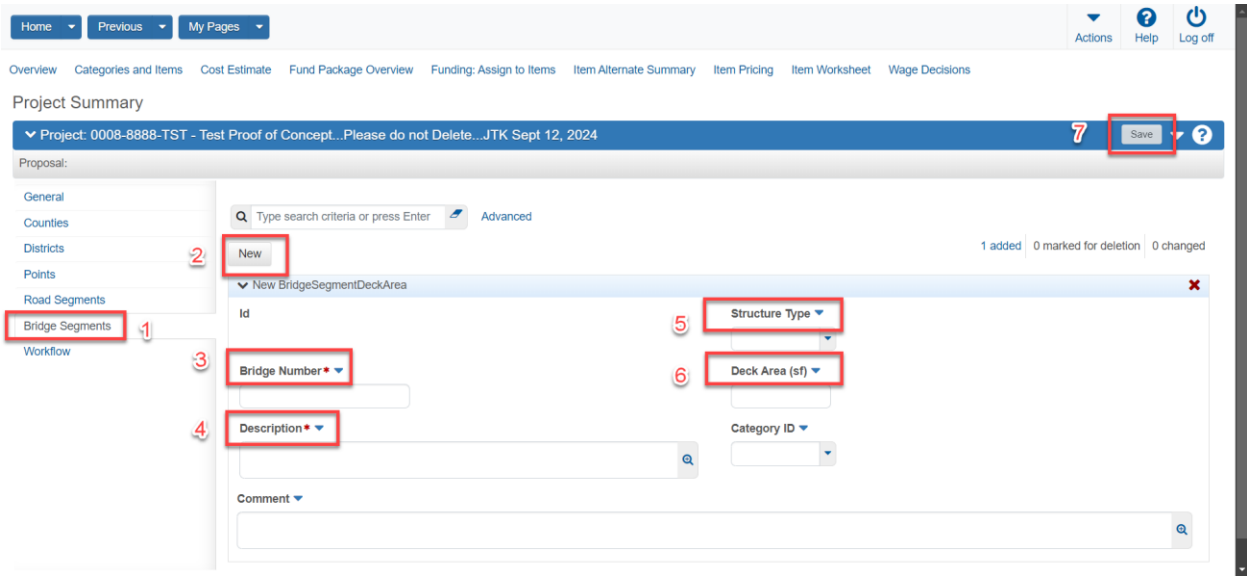 Home Previous My Pages
Actions Help Log off
Overview Categories and Items Cost Estimate Fund Package Overview Funding: Assign to Items Item Alternate Summary Item Pricing Item Worksheet Wage Decisions
Project Summary
Project: 0008-8888-TST - Test Proof of Concept...Please do not Delete...JTK Sept 12, 2024 7 Save ?
Proposal:
General
Counties
Districts
Points
Road Segments
Bridge Segments 1
Workflow
Type search criteria or press Enter Advanced
2 New 1 added 0 marked for deletion 0 changed
New BridgeSegmentDeckArea
Id 5 Structure Type
3 Bridge Number* 6 Deck Area (sf)
4 Description* Category ID
Comment